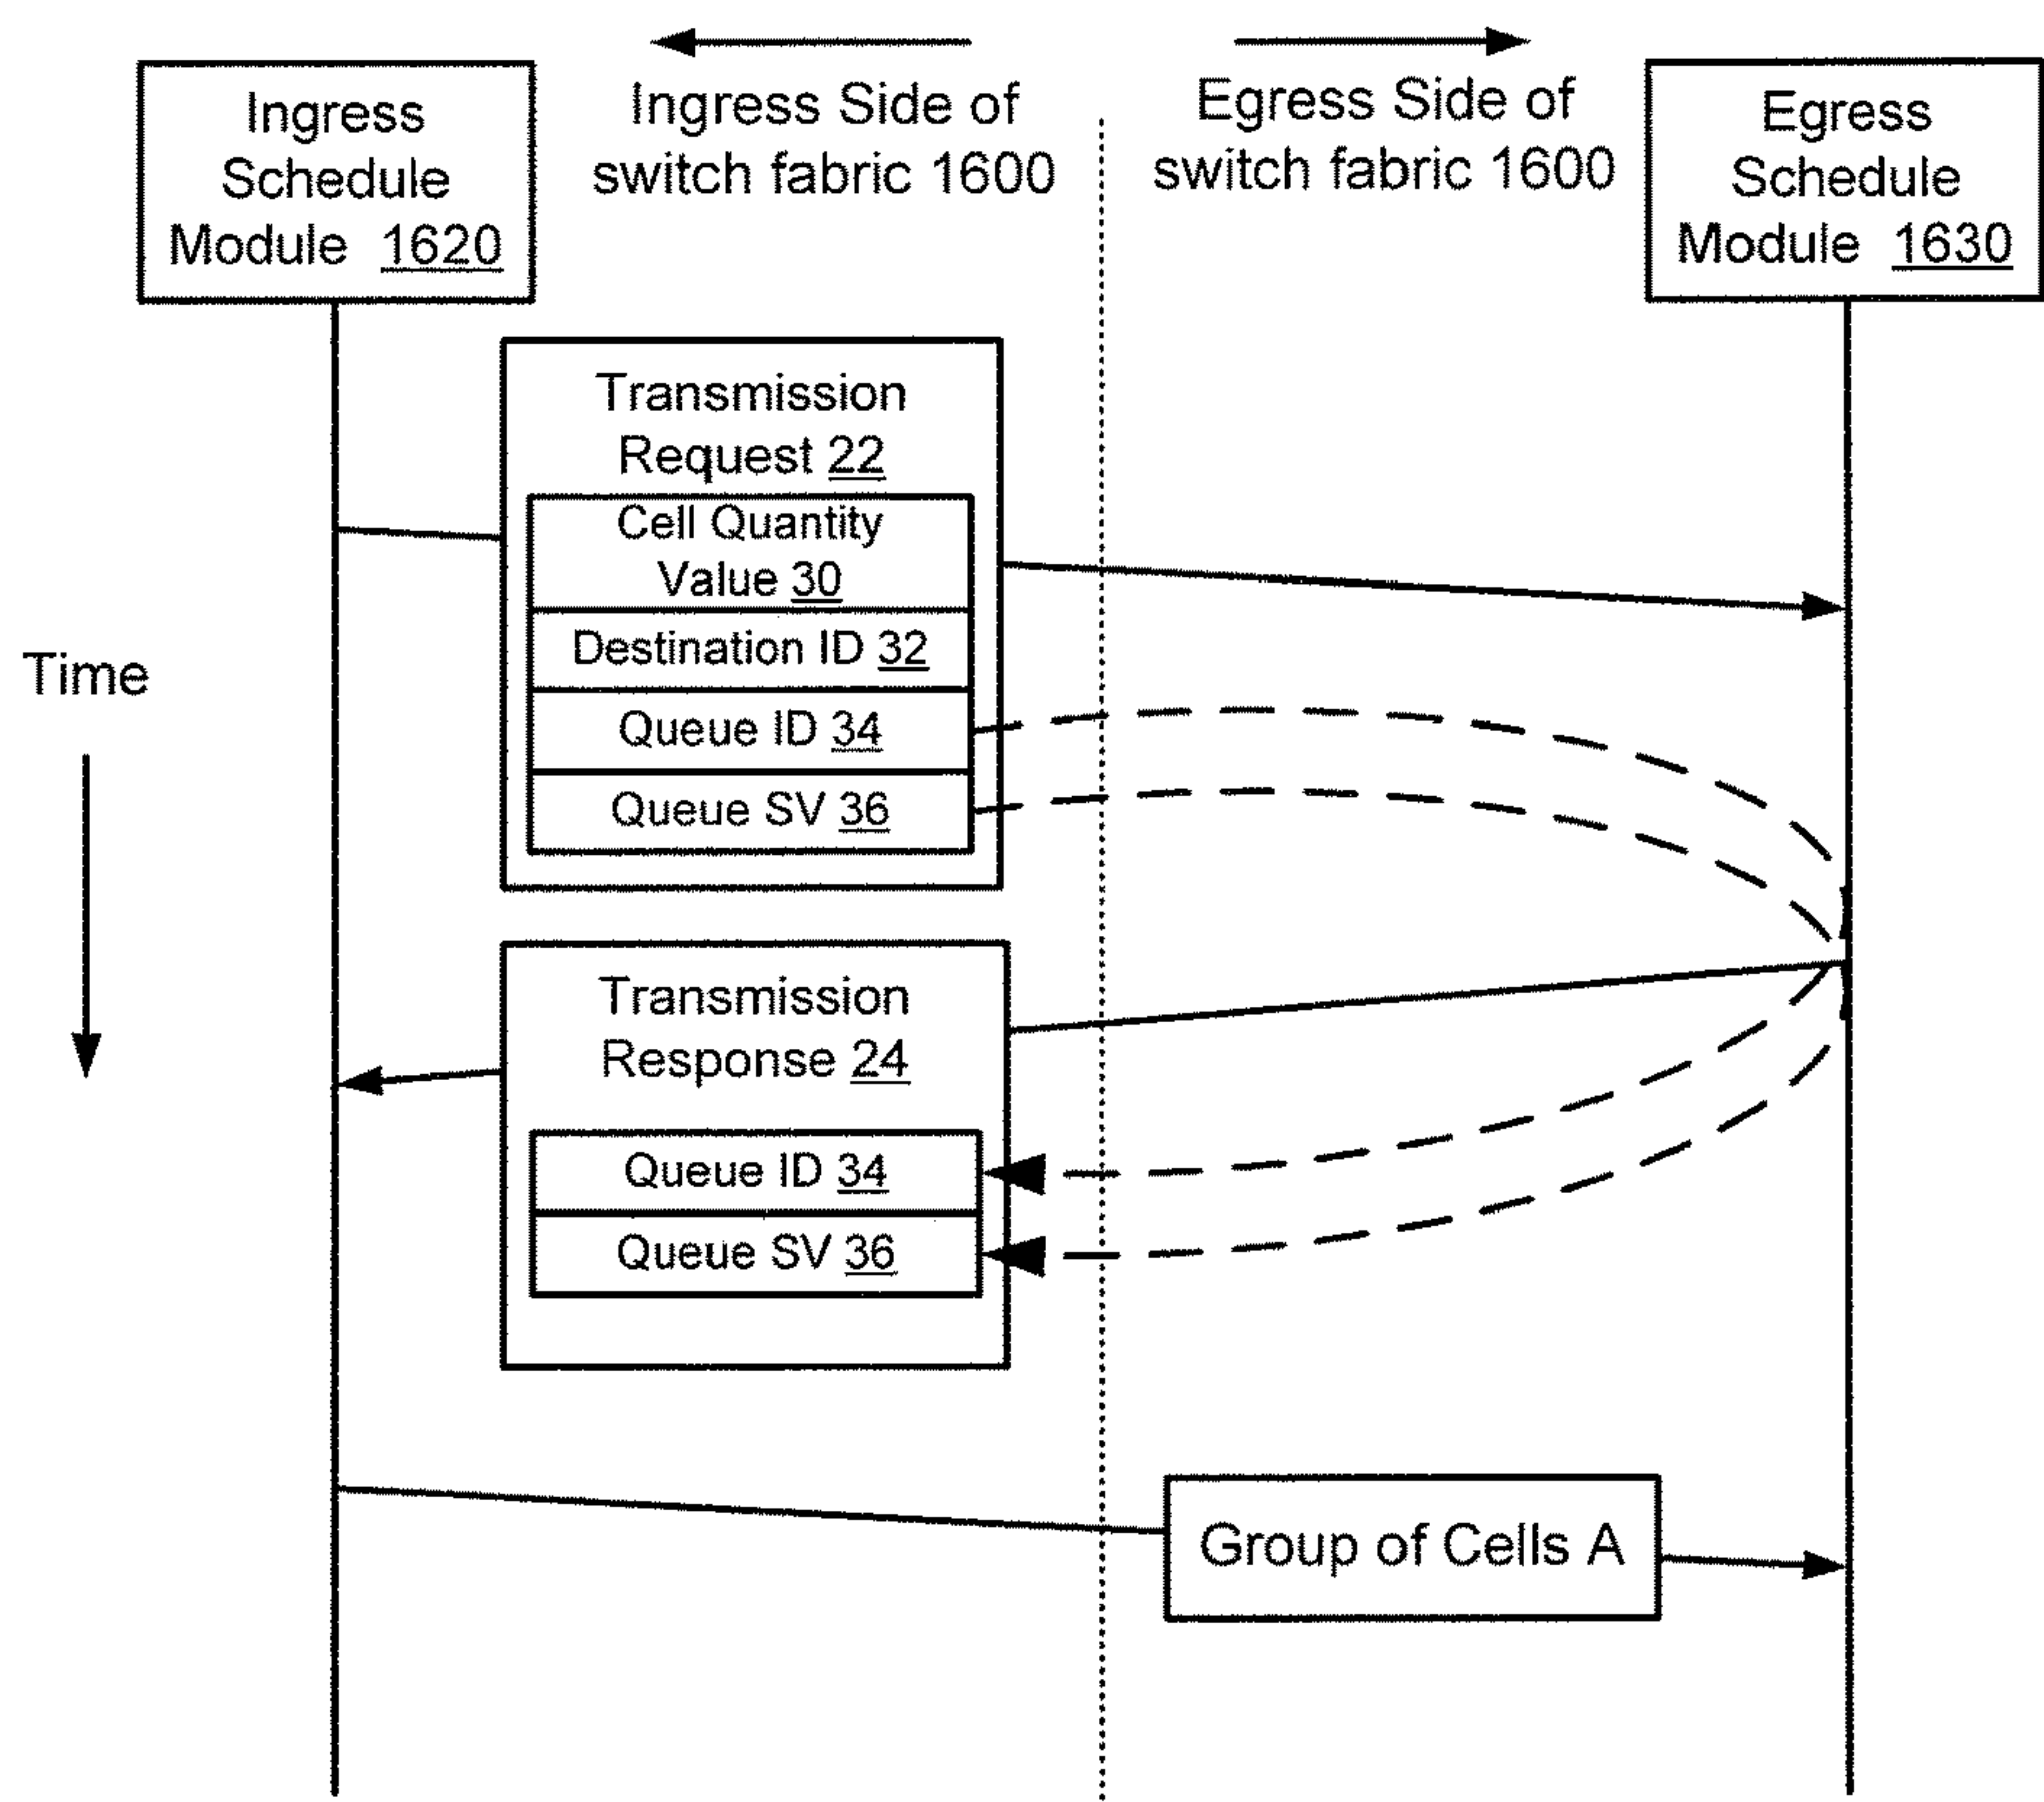 Ingress
Schedule
Module 1620
Ingress Side of
switch fabric 1600
Egress Side of
switch fabric 1600
Egress
Schedule
Module 1630
Transmission
Request 22
Cell Quantity
Value 30
Destination ID 32
Queue ID 34
Queue SV 36
Time
Transmission
Response 24
Queue ID 34
Queue SV 36
Group of Cells A